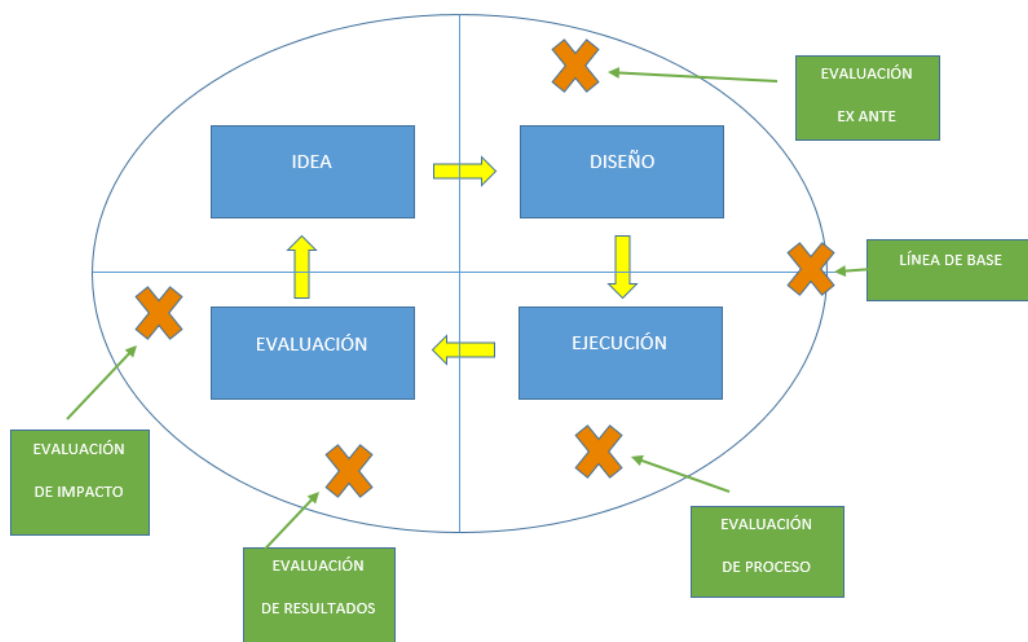 EVALUACIÓN
EX ANTE
IDEA
DISEÑO
LÍNEA DE BASE
EVALUACIÓN
EJECUCIÓN
EVALUACIÓN
DE IMPACTO
EVALUACIÓN
DE RESULTADOS
EVALUACIÓN
DE PROCESO